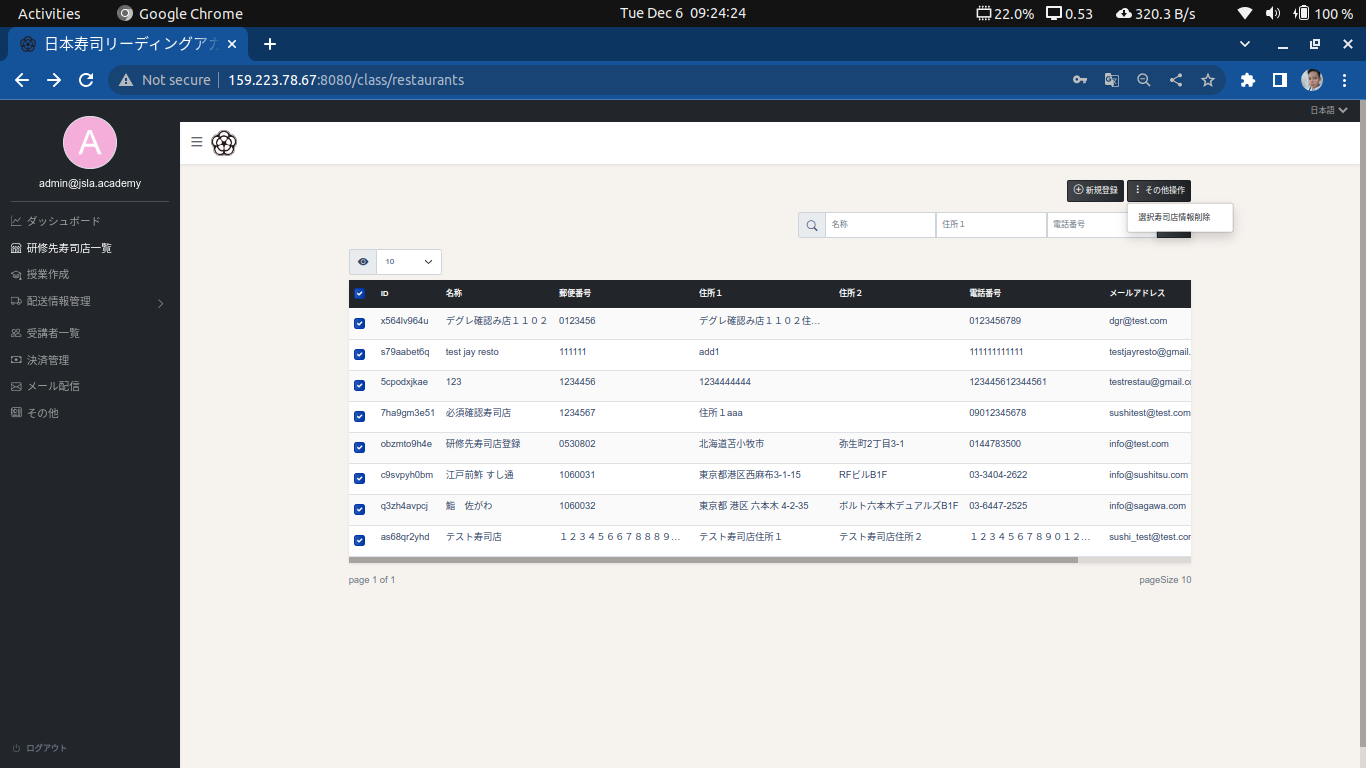 Activities Google Chrome Tue Dec 6 09:24:24 22.0% 0.53 320.3 B/s 100 %
日本寿司リーディングアカ
Not secure 159.223.78.67:8080/class/restaurants
日本語
A
admin@jsla.academy
ダッシュボード
研修先寿司店一覧
授業作成
配送情報管理
受講者一覧
決済管理
メール配信
その他
ログアウト
新規登録 その他操作
選択寿司店情報削除
名称 住所１ 電話番号
10
ID 名称 郵便番号 住所１ 住所２ 電話番号 メールアドレス
x564lv964u デグレ確認み店１１０２ 0123456 デグレ確認み店１１０２住... 0123456789 dgr@test.com
s79aabet6q test jay resto 111111 add1 111111111111 testjayresto@gmail.
5cpodxjkae 123 1234456 1234444444 123445612344561 testrestau@gmail.co
7ha9gm3e51 必須確認寿司店 1234567 住所１aaa 09012345678 sushitest@test.com
obzmto9h4e 研修先寿司店登録 0530802 北海道苫小牧市 弥生町2丁目3-1 0144783500 info@test.com
c9svpyh0bm 江戸前鮓 すし通 1060031 東京都港区西麻布3-1-15 RFビルB1F 03-3404-2622 info@sushitsu.com
q3zh4avpcj 鮨　佐がわ 1060032 東京都 港区 六本木 4-2-35 ボルト六本木デュアルズB1F 03-6447-2525 info@sagawa.com
as68qr2yhd テスト寿司店 １２３４５６６７８８８９... テスト寿司店住所１ テスト寿司店住所２ １２３４５６７８９０１２... sushi_test@test.com
page 1 of 1 pageSize 10